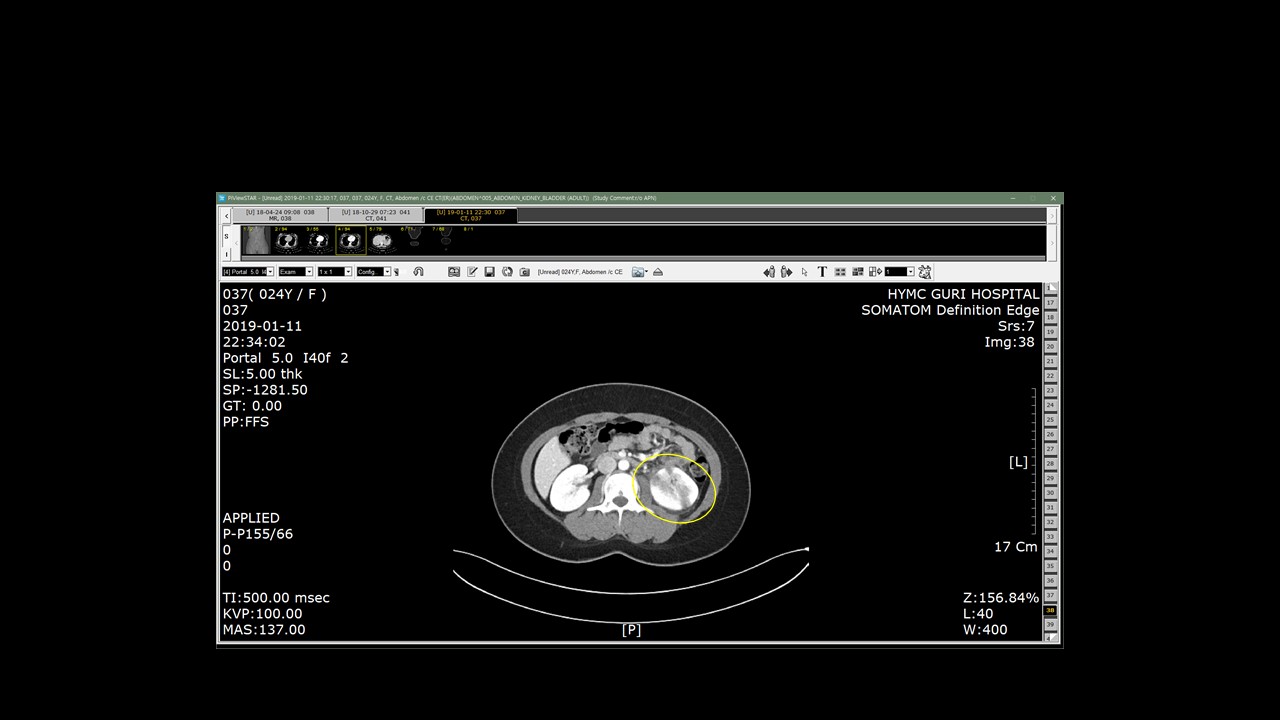 PiViewSTAR - [Unread] 2019-01-11 22:30:17, 037, 037, 024Y, F, CT, Abdomen /c CE CT(ER)(ABDOMEN^005_ABDOMEN_KIDNEY_BLADDER (ADULT)) (Study Comment:r/o APN)
[U] 18-04-24 09:08 038
MR, 038
[U] 18-10-29 07:23 041
CT, 041
[U] 19-01-11 22:30 037
CT, 037
S
I
2 / 94
3 / 55
4 / 94
5 / 79
7 / 68
8 / 1
[4] Portal 5.0 I4
Exam
1 x 1
Config.
[Unread] 024Y,F, Abdomen /c CE
T
1
037( 024Y / F )
037
2019-01-11
22:34:02
Portal 5.0 I40f 2
SL:5.00 thk
SP:-1281.50
GT: 0.00
PP:FFS
HYMC GURI HOSPITAL
SOMATOM Definition Edge
Srs:7
Img:38
[L]
17 Cm
APPLIED
P-P155/66
0
0
TI:500.00 msec
KVP:100.00
MAS:137.00
[P]
Z:156.84%
L:40
W:400
17
18
19
20
21
22
23
24
25
26
27
28
29
30
31
32
33
34
35
36
37
38
39